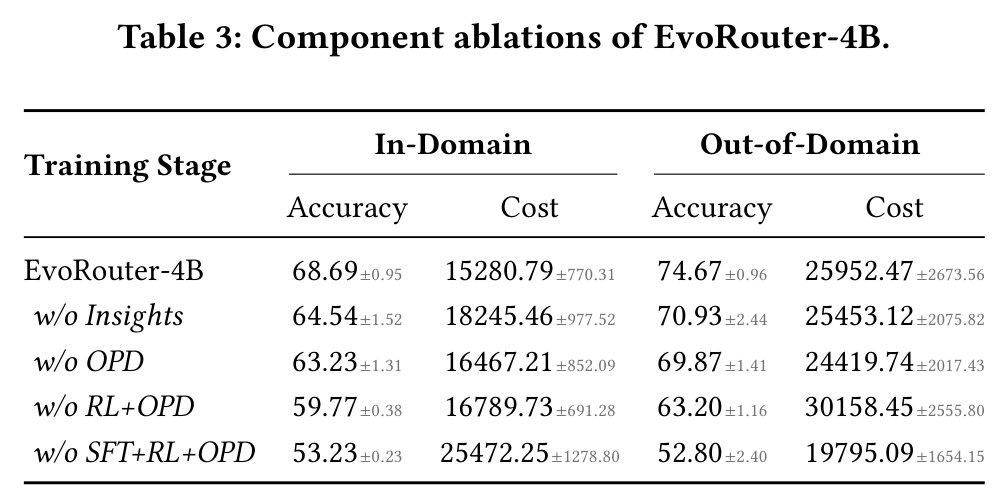 Table 3: Component ablations of EvoRouter-4B.
Training Stage In-Domain Out-of-Domain
Accuracy Cost Accuracy Cost
EvoRouter-4B 68.69±0.95 15280.79±770.31 74.67±0.96 25952.47±2673.56
w/o Insights 64.54±1.52 18245.46±977.52 70.93±2.44 25453.12±2075.82
w/o OPD 63.23±1.31 16467.21±852.09 69.87±1.41 24419.74±2017.43
w/o RL+OPD 59.77±0.38 16789.73±691.28 63.20±1.16 30158.45±2555.80
w/o SFT+RL+OPD 53.23±0.23 25472.25±1278.80 52.80±2.40 19795.09±1654.15